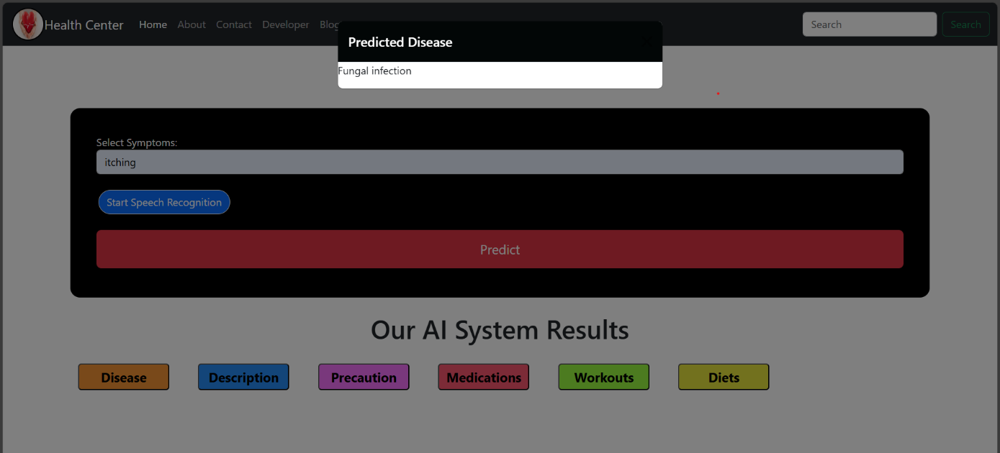 Health Center Home About Contact Developer Blog Search Search
Predicted Disease
Fungal infection
Select Symptoms:
itching
Start Speech Recognition
Predict
Our AI System Results
Disease Description Precaution Medications Workouts Diets